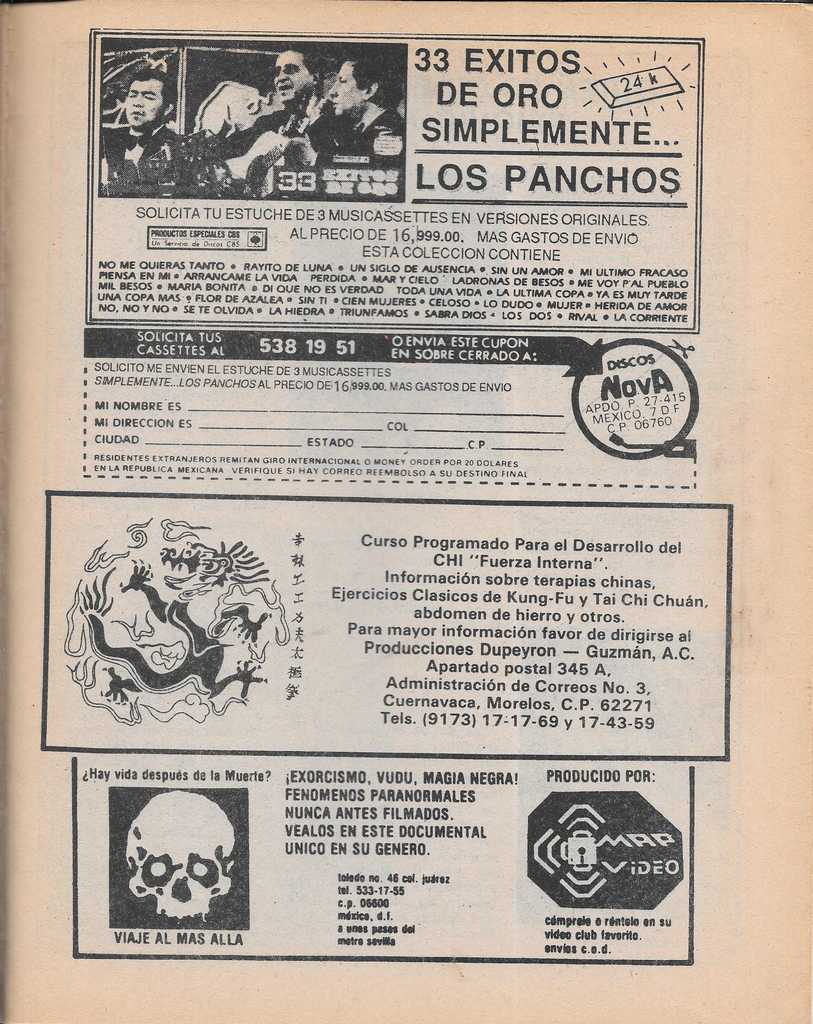 33 EXITOS
DE ORO
24 k
SIMPLEMENTE...
LOS PANCHOS
33 EXITOS
DE ORO
SOLICITA TU ESTUCHE DE 3 MUSICASSETTES EN VERSIONES ORIGINALES.
PRODUCTOS ESPECIALES CBS
Un Servicio de Discos CBS
AL PRECIO DE 16,999.00. MAS GASTOS DE ENVIO
ESTA COLECCION CONTIENE
NO ME QUIERAS TANTO • RAYITO DE LUNA • UN SIGLO DE AUSENCIA • SIN UN AMOR • MI ULTIMO FRACASO
PIENSA EN MI • ARRANCAME LA VIDA PERDIDA • MAR Y CIELO LADRONAS DE BESOS • ME VOY P'AL PUEBLO
MIL BESOS • MARIA BONITA • DI QUE NO ES VERDAD TODA UNA VIDA • LA ULTIMA COPA • YA ES MUY TARDE
UNA COPA MAS • FLOR DE AZALEA • SIN TI • CIEN MUJERES • CELOSO • LO DUDO • MUJER • HERIDA DE AMOR
NO, NO Y NO • SE TE OLVIDA • LA HIEDRA • TRIUNFAMOS • SABRA DIOS • LOS DOS • RIVAL • LA CORRIENTE
SOLICITA TUS
CASSETTES AL 538 19 51 O ENVIA ESTE CUPON
EN SOBRE CERRADO A:
SOLICITO ME ENVIEN EL ESTUCHE DE 3 MUSICASSETTES
SIMPLEMENTE...LOS PANCHOS AL PRECIO DE 16,999.00. MAS GASTOS DE ENVIO
MI NOMBRE ES
MI DIRECCION ES COL
CIUDAD ESTADO C.P.
RESIDENTES EXTRANJEROS REMITAN GIRO INTERNACIONAL O MONEY ORDER POR 20 DOLARES
EN LA REPUBLICA MEXICANA VERIFIQUE SI HAY CORREO REEMBOLSO A SU DESTINO FINAL
DISCOS
NOVA
APDO. P. 27-415
MEXICO. 7 D F
C.P. 06760
Curso Programado Para el Desarrollo del
CHI "Fuerza Interna".
Información sobre terapias chinas,
Ejercicios Clasicos de Kung-Fu y Tai Chi Chuán,
abdomen de hierro y otros.
Para mayor información favor de dirigirse al
Producciones Dupeyron — Guzmán, A.C.
Apartado postal 345 A,
Administración de Correos No. 3,
Cuernavaca, Morelos, C.P. 62271
Tels. (9173) 17-17-69 y 17-43-59
¿Hay vida después de la Muerte?
VIAJE AL MAS ALLA
¡EXORCISMO, VUDU, MAGIA NEGRA!
FENOMENOS PARANORMALES
NUNCA ANTES FILMADOS.
VEALOS EN ESTE DOCUMENTAL
UNICO EN SU GENERO.
toledo no. 46 col. juárez
tel. 533-17-55
c.p. 06600
méxico, d.f.
a unos pasos del
metro sevilla
PRODUCIDO POR:
MAR
VIDEO
cómprelo o réntelo en su
video club favorito.
envíos c.o.d.